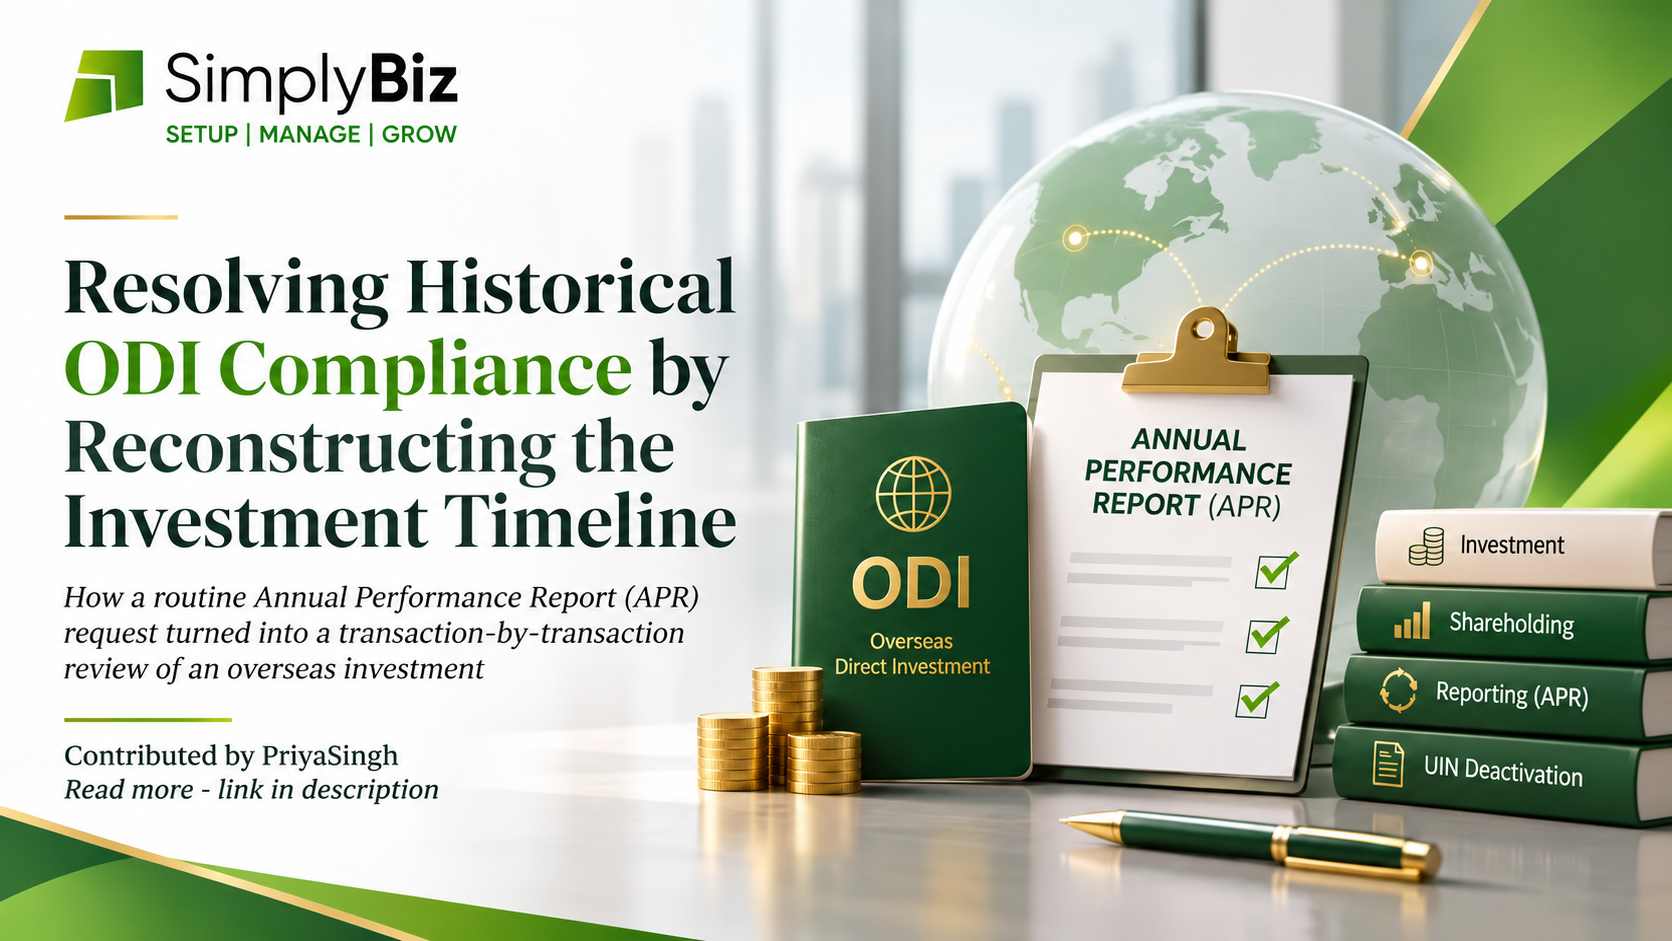 SimplyBiz
SETUP | MANAGE | GROW
Resolving Historical
ODI Compliance by
Reconstructing the
Investment Timeline
How a routine Annual Performance Report (APR)
request turned into a transaction-by-transaction
review of an overseas investment
Contributed by PriyaSingh
Read more - link in description
ODI
Overseas
Direct Investment
ANNUAL
PERFORMANCE
REPORT (APR)
Investment
Shareholding
Reporting (APR)
UIN Deactivation